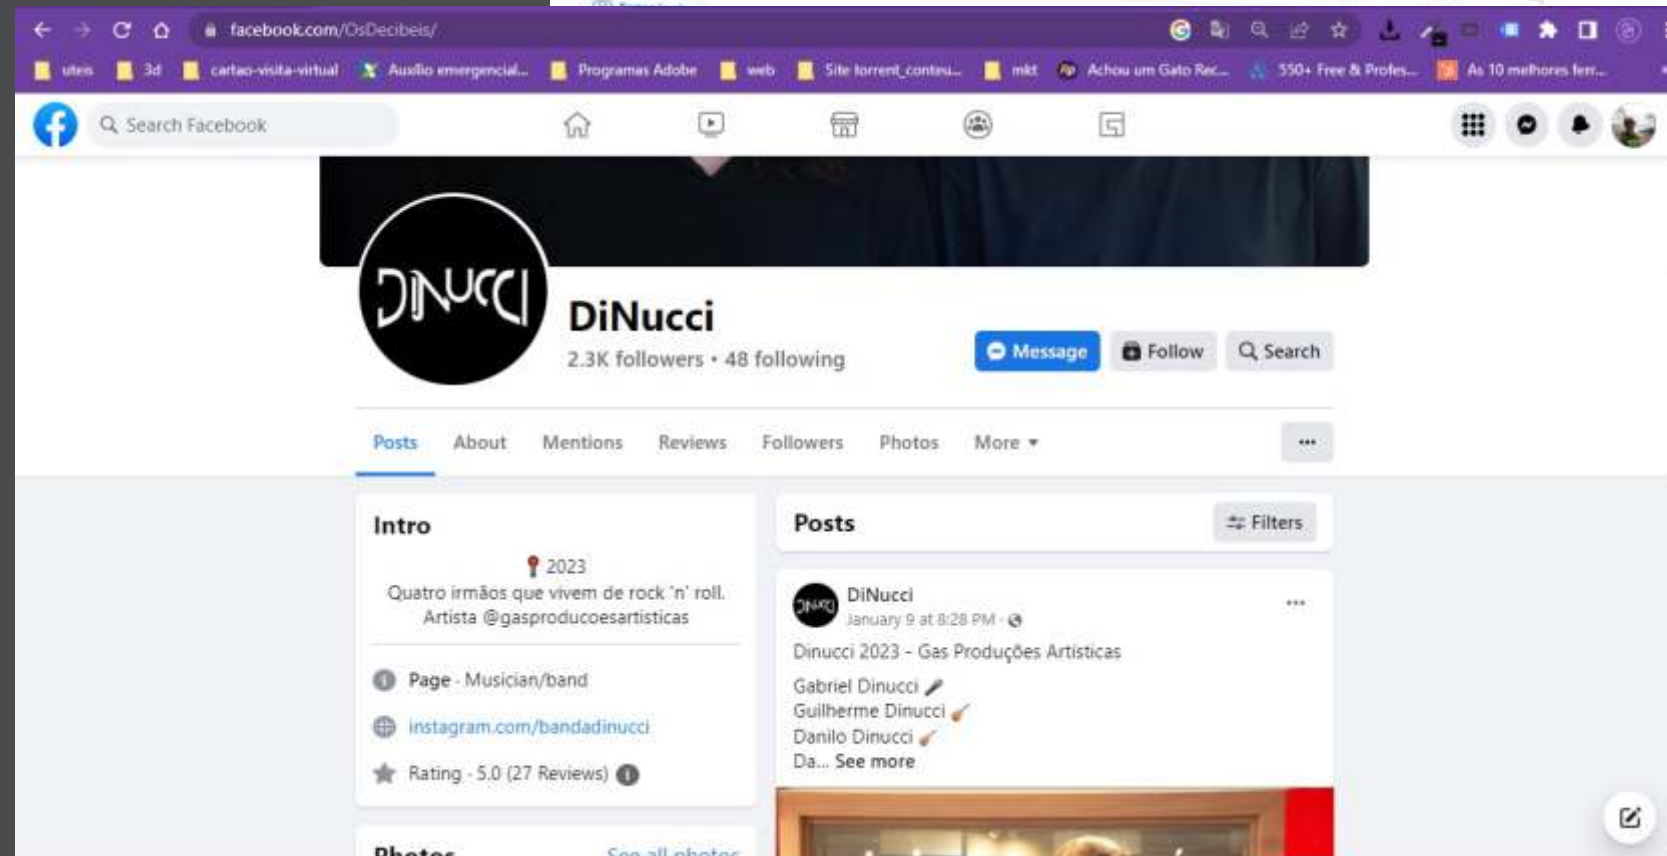 facebook.com/OsDecibeis/
uteis 3d cartao-visita-virtual Auxílio emergencial... Programas Adobe web Site torrent_conteu... mkt Achou um Gato Rec... 550+ Free & Profes... As 10 melhores ferr...
Search Facebook
DINUCCI
DiNucci
2.3K followers • 48 following
Message Follow Search
Posts About Mentions Reviews Followers Photos More
Intro
2023
Quatro irmãos que vivem de rock 'n' roll.
Artista @gasproducoesartisticas
Page · Musician/band
instagram.com/bandadinucci
Rating · 5.0 (27 Reviews)
Photos See all photos
Posts Filters
DINUCCI
DiNucci
January 9 at 8:28 PM ·
Dinucci 2023 - Gas Produções Artísticas
Gabriel Dinucci
Guilherme Dinucci
Danilo Dinucci
Da... See more